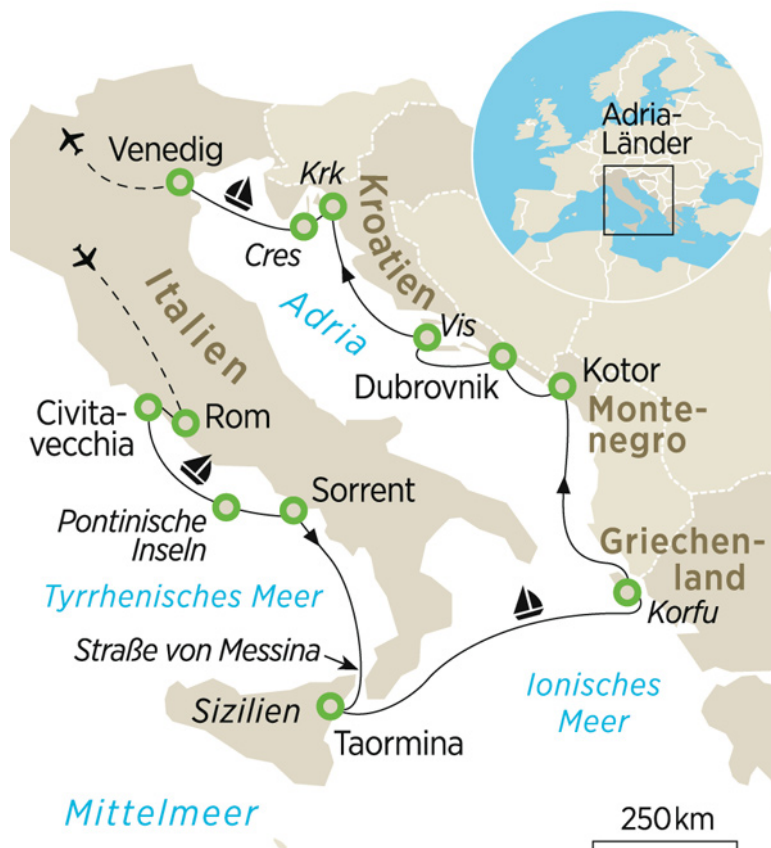 Adria-
Länder
Venedig
Krk
Cres
Kroatien
Italien
Adria
Vis
Dubrovnik
Kotor
Monte-
negro
Civita-
vecchia
Rom
Sorrent
Pontinische
Inseln
Griechen-
land
Korfu
Tyrrhenisches Meer
Straße von Messina
Ionisches
Meer
Sizilien
Taormina
Mittelmeer
250 km